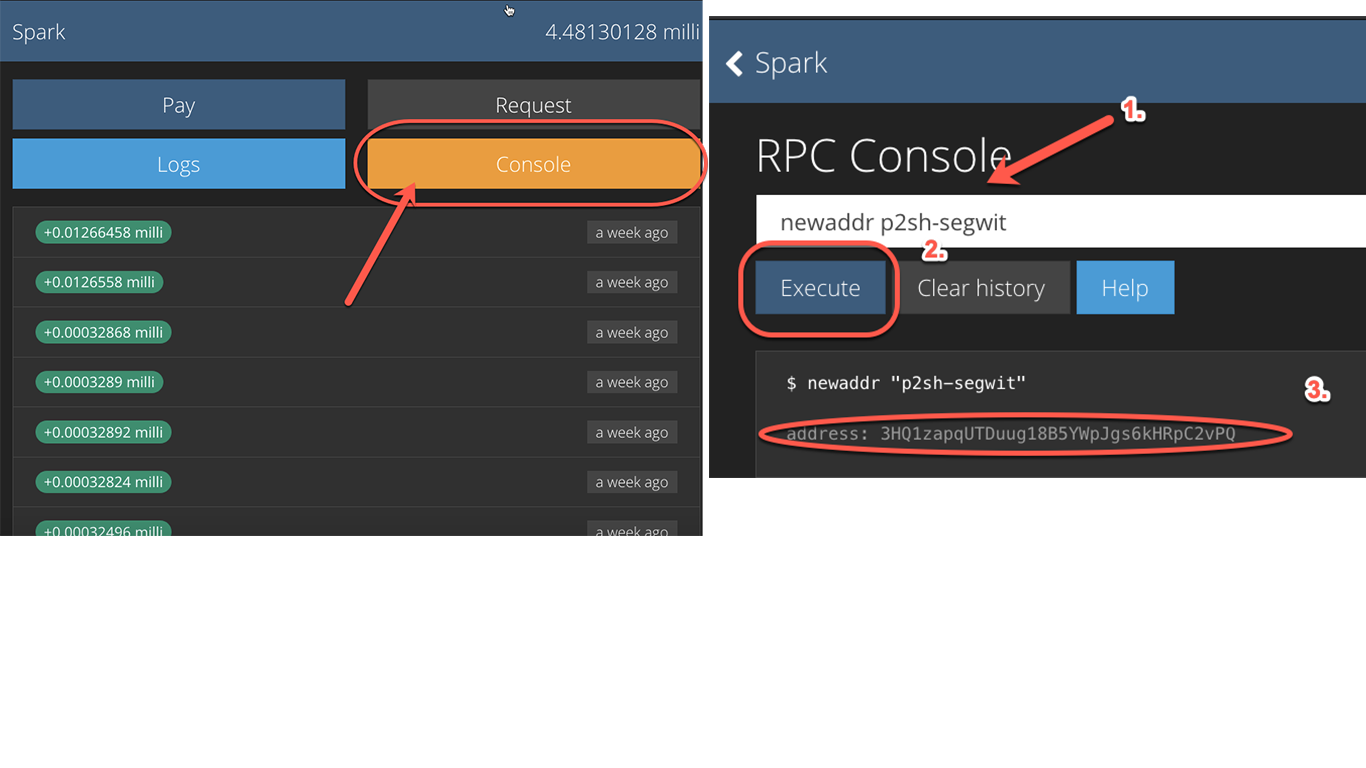 Spark 4.48130128 milli
Pay Request
Logs Console
+0.01266458 milli a week ago
+0.0126558 milli a week ago
+0.00032868 milli a week ago
+0.0003289 milli a week ago
+0.00032892 milli a week ago
+0.00032824 milli a week ago
+0.00032496 milli a week ago
Spark
1.
RPC Console
newaddr p2sh-segwit
2.
Execute Clear history Help
$ newaddr "p2sh-segwit"
3.
address: 3HQ1zapqUTDuug18B5YWpJgs6kHRpC2vPQ